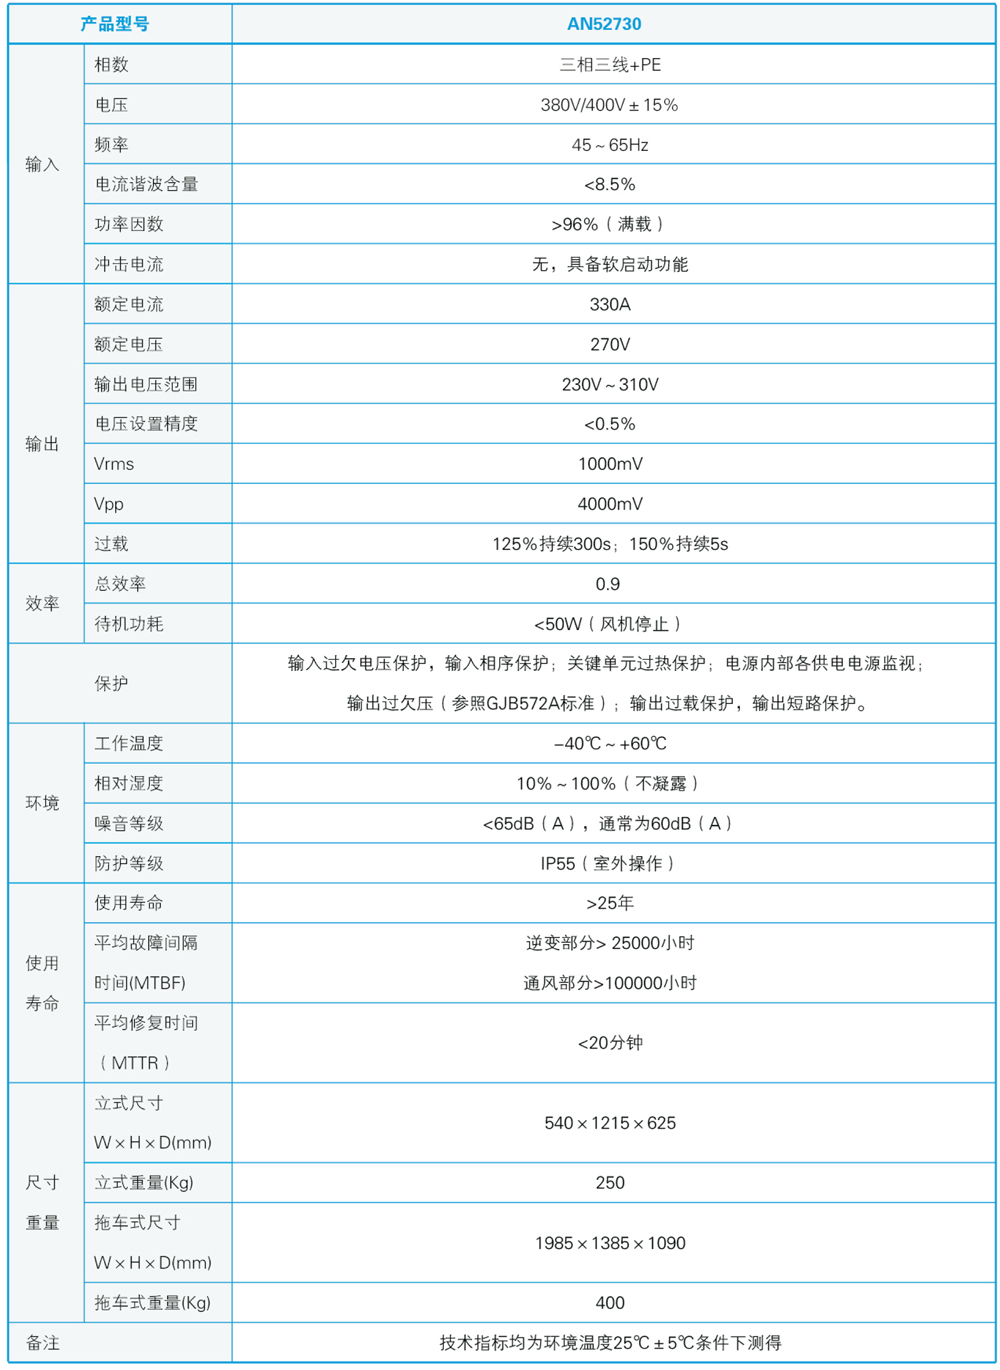 产品型号 AN52730
输入
相数 三相三线+PE
电压 380V/400V±15%
频率 45~65Hz
电流谐波含量 <8.5%
功率因数 >96%（满载）
冲击电流 无，具备软启动功能
输出
额定电流 330A
额定电压 270V
输出电压范围 230V~310V
电压设置精度 <0.5%
Vrms 1000mV
Vpp 4000mV
过载 125%持续300s；150%持续5s
效率
总效率 0.9
待机功耗 <50W（风机停止）
保护
输入过欠电压保护，输入相序保护；关键单元过热保护；电源内部各供电电源监视；
输出过欠压（参照GJB572A标准）；输出过载保护，输出短路保护。
环境
工作温度 -40℃~+60℃
相对湿度 10%~100%（不凝露）
噪音等级 <65dB（A），通常为60dB（A）
防护等级 IP55（室外操作）
使用
寿命
使用寿命 >25年
平均故障间隔
时间(MTBF)
逆变部分> 25000小时
通风部分>100000小时
平均修复时间
（MTTR）
<20分钟
尺寸
重量
立式尺寸
W×H×D(mm)
540×1215×625
立式重量(Kg) 250
拖车式尺寸
W×H×D(mm)
1985×1385×1090
拖车式重量(Kg) 400
备注 技术指标均为环境温度25℃±5℃条件下测得